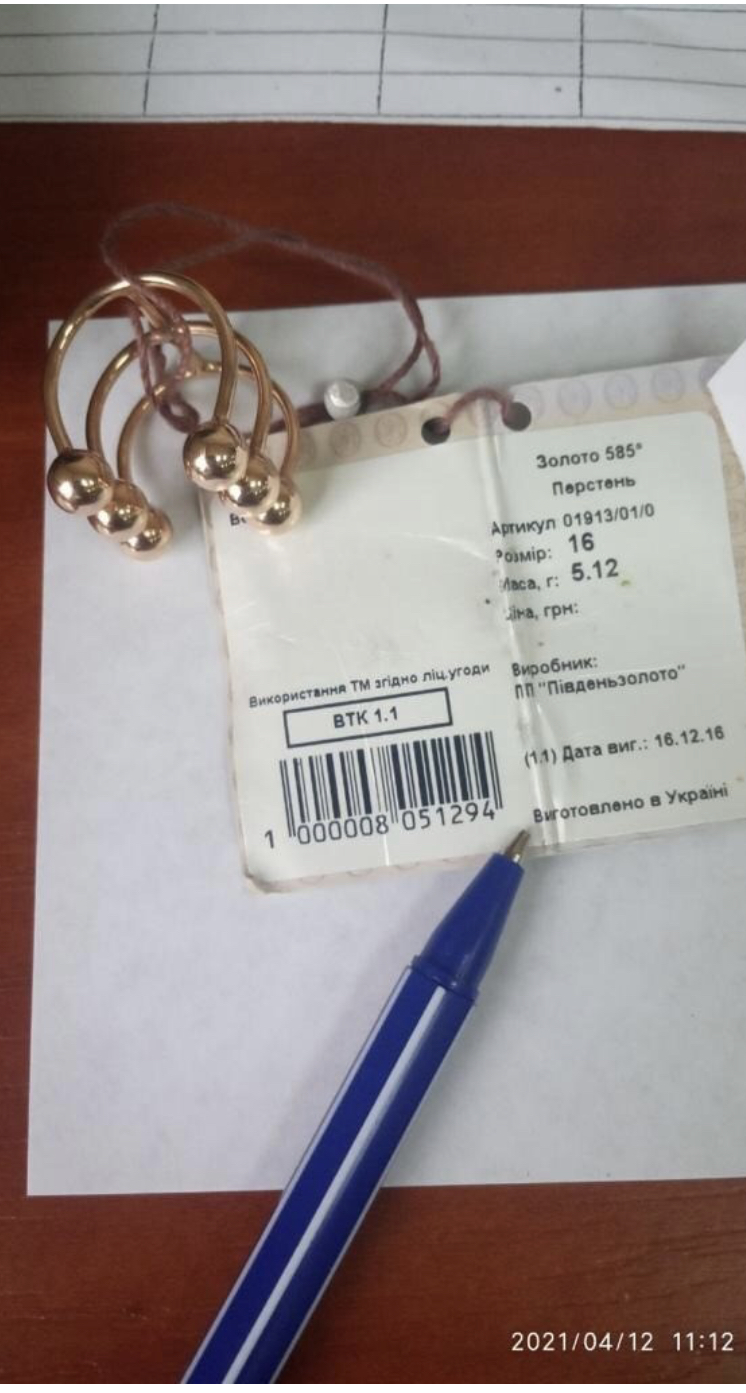 Золото 585°
Перстень
Артикул 01913/01/0
Розмір: 16
Маса, г: 5.12
Ціна, грн:
Виробник:
ПП "Південьзолото"
(1.1) Дата виг.: 16.12.16
Виготовлено в Україні
Використання ТМ згідно ліц.угоди
ВТК 1.1
1 000008 051294
2021/04/12 11:12